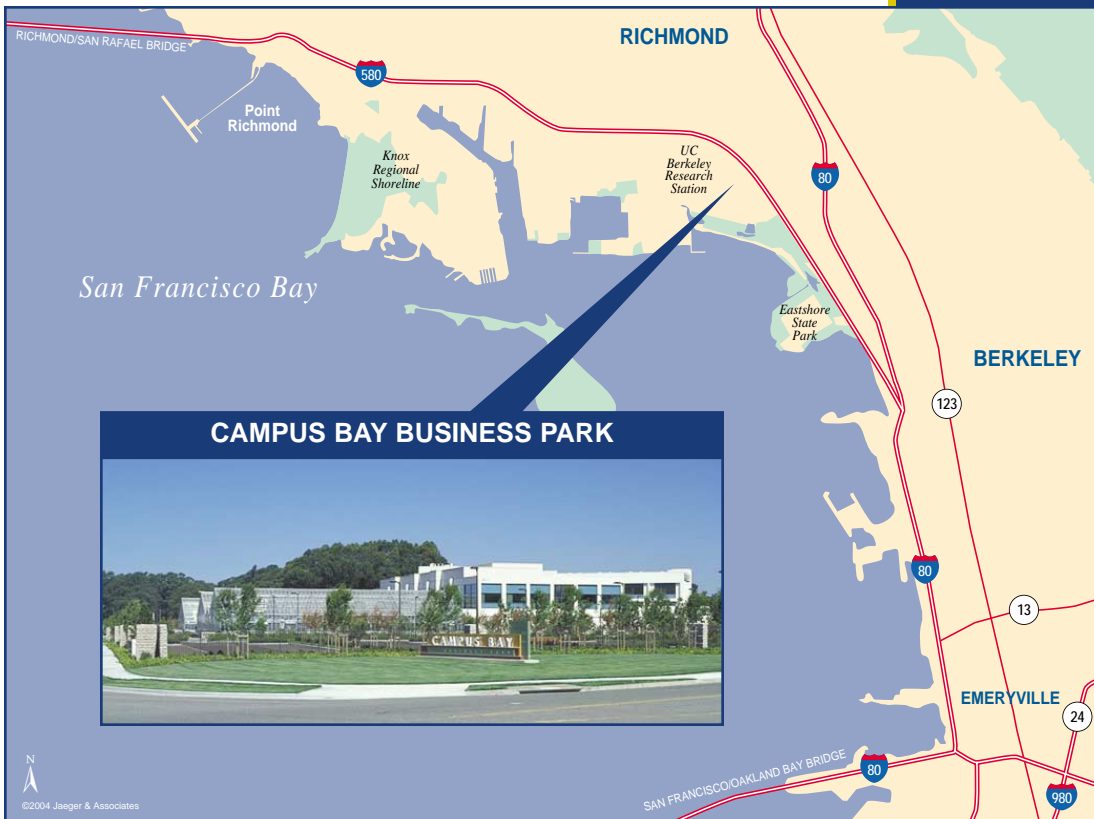 RICHMOND/SAN RAFAEL BRIDGE
RICHMOND
580
Point
Richmond
Knox
Regional
Shoreline
UC
Berkeley
Research
Station
80
San Francisco Bay
Eastshore
State
Park
BERKELEY
123
CAMPUS BAY BUSINESS PARK
CAMPUS BAY
80
13
EMERYVILLE
24
SAN FRANCISCO/OAKLAND BAY BRIDGE
80
980
N
©2004 Jaeger & Associates